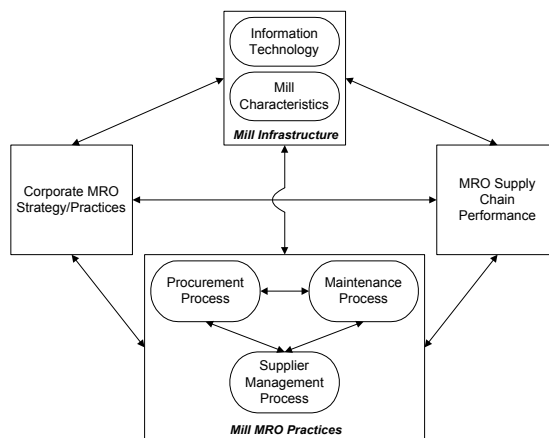 Information
Technology
Mill
Characteristics
Mill Infrastructure
Corporate MRO
Strategy/Practices
MRO Supply
Chain
Performance
Procurement
Process
Maintenance
Process
Supplier
Management
Process
Mill MRO Practices